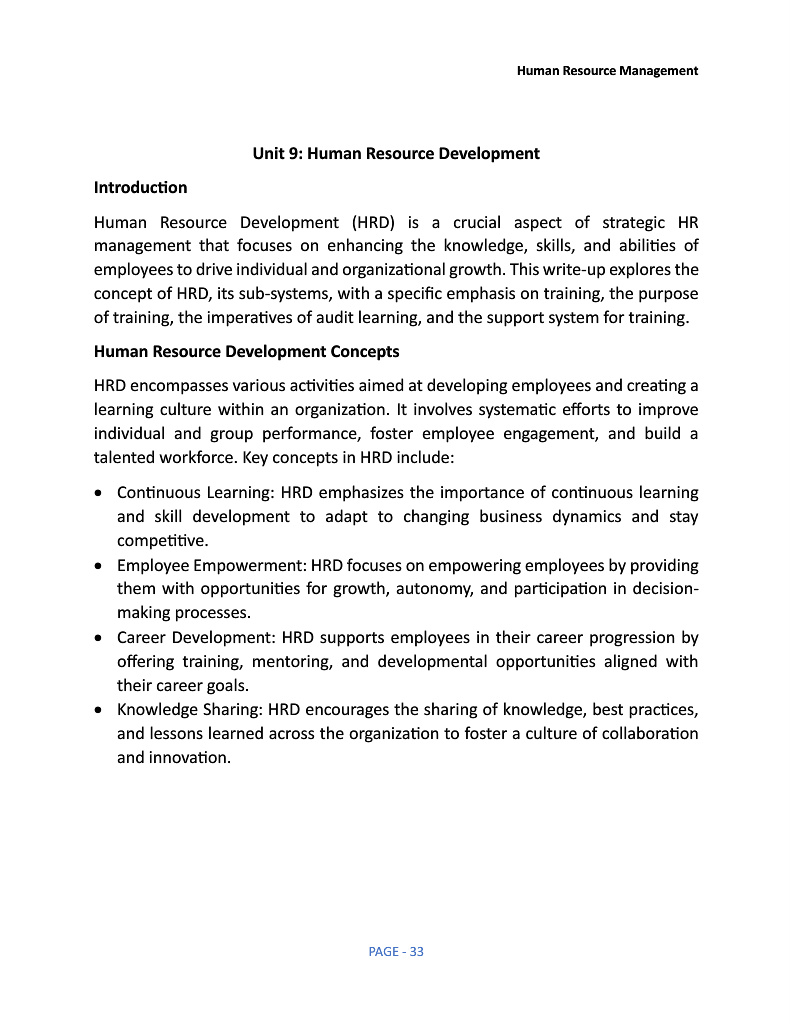 Human Resource Management
Unit 9: Human Resource Development
Introduction
Human Resource Development (HRD) is a crucial aspect of strategic HR
management that focuses on enhancing the knowledge, skills, and abilities of
employees to drive individual and organizational growth. This write-up explores the
concept of HRD, its sub-systems, with a specific emphasis on training, the purpose
of training, the imperatives of audit learning, and the support system for training.
Human Resource Development Concepts
HRD encompasses various activities aimed at developing employees and creating a
learning culture within an organization. It involves systematic efforts to improve
individual and group performance, foster employee engagement, and build a
talented workforce. Key concepts in HRD include:
• Continuous Learning: HRD emphasizes the importance of continuous learning
and skill development to adapt to changing business dynamics and stay
competitive.
• Employee Empowerment: HRD focuses on empowering employees by providing
them with opportunities for growth, autonomy, and participation in decision-
making processes.
• Career Development: HRD supports employees in their career progression by
offering training, mentoring, and developmental opportunities aligned with
their career goals.
• Knowledge Sharing: HRD encourages the sharing of knowledge, best practices,
and lessons learned across the organization to foster a culture of collaboration
and innovation.
PAGE - 33